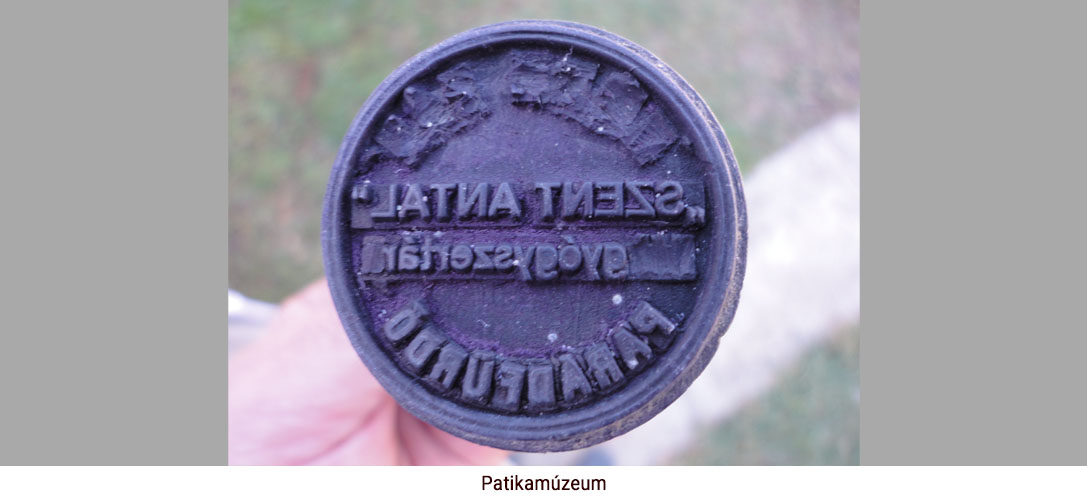 „SZENT ANTAL"
gyógyszertár
PARÁDFÜRDŐ
Patikamúzeum